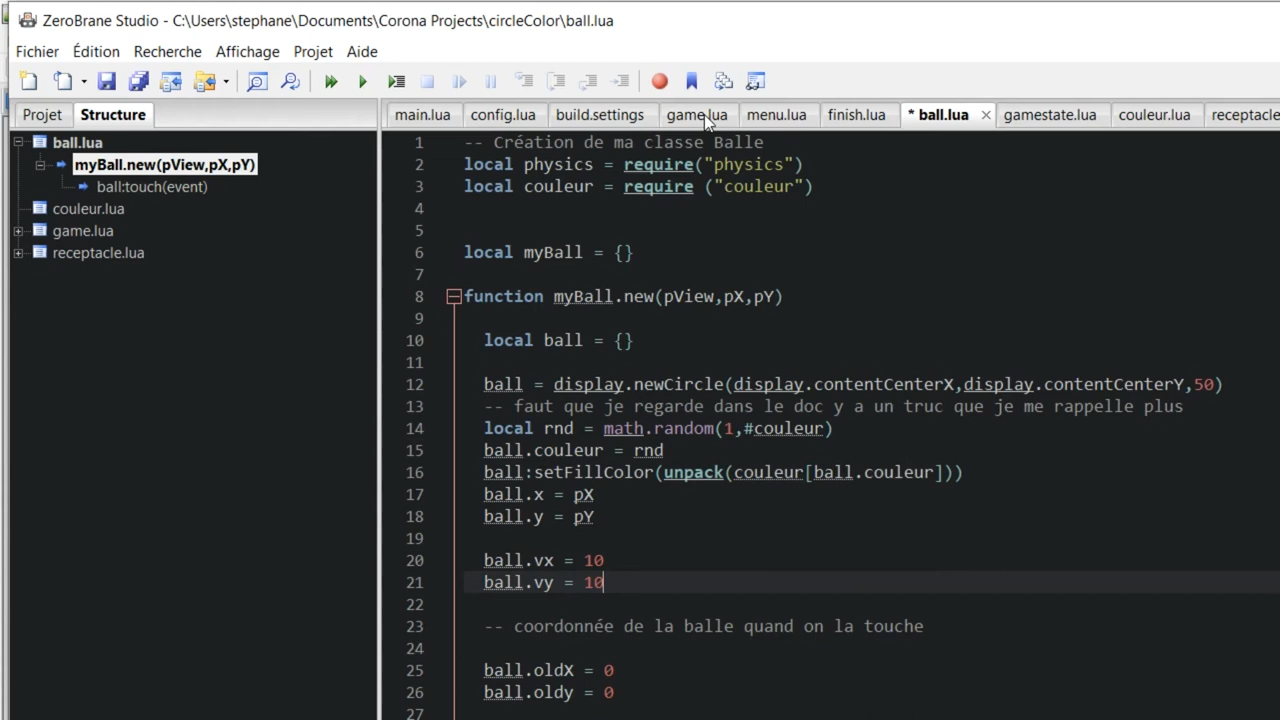 ZeroBrane Studio - C:\Users\stephane\Documents\Corona Projects\circleColor\ball.lua
Fichier Édition Recherche Affichage Projet Aide
Projet Structure
main.lua config.lua build.settings game.lua menu.lua finish.lua * ball.lua gamestate.lua couleur.lua receptacle
ball.lua
myBall.new(pView,pX,pY)
ball:touch(event)
couleur.lua
game.lua
receptacle.lua
1 -- Création de ma classe Balle
2 local physics = require("physics")
3 local couleur = require ("couleur")
4
5
6 local myBall = {}
7
8 function myBall.new(pView,pX,pY)
9
10 local ball = {}
11
12 ball = display.newCircle(display.contentCenterX,display.contentCenterY,50)
13 -- faut que je regarde dans le doc y a un truc que je me rappelle plus
14 local rnd = math.random(1,#couleur)
15 ball.couleur = rnd
16 ball:setFillColor(unpack(couleur[ball.couleur]))
17 ball.x = pX
18 ball.y = pY
19
20 ball.vx = 10
21 ball.vy = 10
22
23 -- coordonnée de la balle quand on la touche
24
25 ball.oldX = 0
26 ball.oldy = 0
27